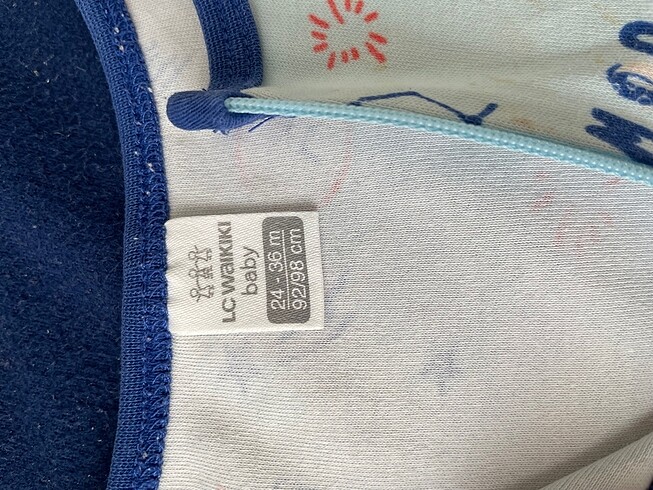 LC WAIKIKI
baby
24 - 36 m
92/98 cm